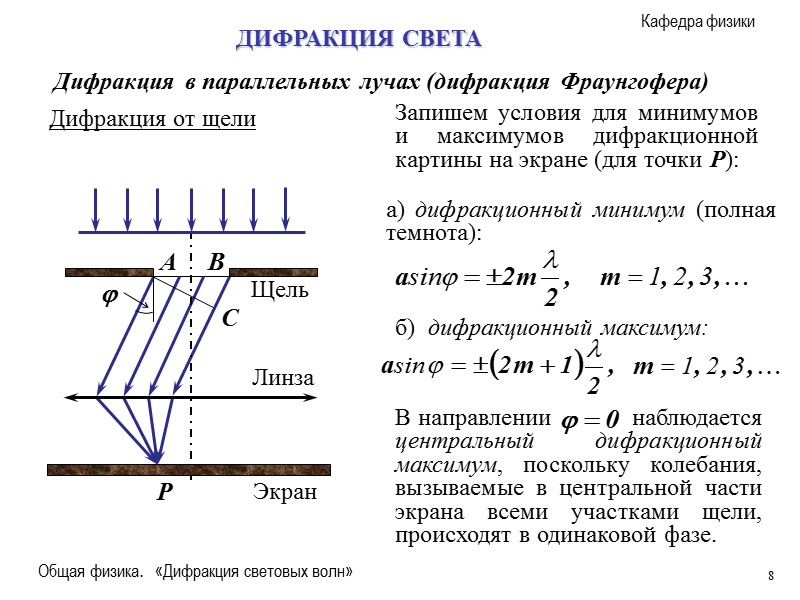 Кафедра физики
ДИФРАКЦИЯ СВЕТА
Дифракция в параллельных лучах (дифракция Фраунгофера)
Дифракция от щели
A B
φ
Щель
C
Линза
P Экран
Запишем условия для минимумов
и максимумов дифракционной
картины на экране (для точки P):
а) дифракционный минимум (полная
темнота):
asinφ = ±2m λ/2, m = 1, 2, 3, …
б) дифракционный максимум:
asinφ = ±(2m + 1) λ/2, m = 1, 2, 3, …
В направлении φ = 0 наблюдается
центральный дифракционный
максимум, поскольку колебания,
вызываемые в центральной части
экрана всеми участками щели,
происходят в одинаковой фазе.
Общая физика. «Дифракция световых волн»
8